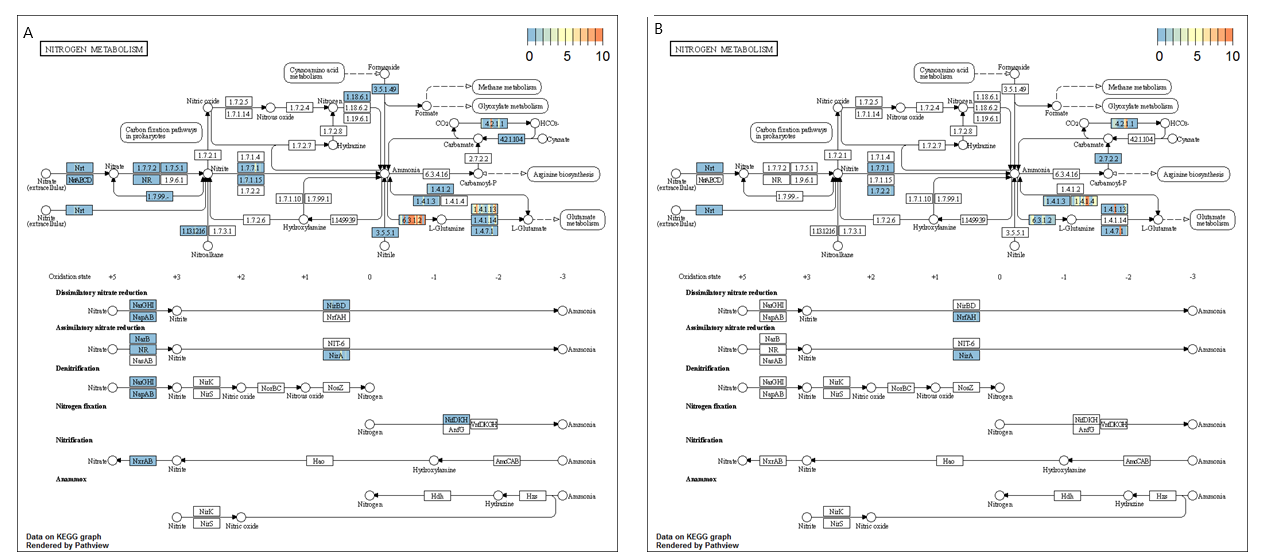 A
NITROGEN METABOLISM
0 5 10
Cyanoamino acid
metabolism
Formamide
3.5.1.49
Methane metabolism
Glyoxylate metabolism
Formate
Nitric oxide
1.7.2.5
1.7.1.14
Nitrous oxide
1.7.2.4
Nitrogen
1.18.6.1
1.18.6.2
1.19.6.1
Carbon fixation pathways
in prokaryotes
1.7.2.8
1.7.2.7
Hydrazine
CO2
4.2.1.1
HCO3-
Carbamate
4.2.1.104
Cyanate
1.7.2.1
1.7.1.4
1.7.7.1
1.7.1.15
1.7.2.2
2.7.2.2
Nrt
NrtABCD
Nitrate
(extracellular)
Nitrate
1.7.7.2
1.7.5.1
NR
1.9.6.1
1.7.99.-
Nitrite
Ammonia
6.3.4.16
Carbamoyl-P
Arginine biosynthesis
1.4.1.2
1.4.1.3
1.4.1.4
1.7.1.10
1.7.99.1
Nitrite
(extracellular)
Nrt
1.7.2.6
Hydroxylamine
1.14.99.39
6.3.1.2
L-Glutamine
1.4.1.13
1.4.1.14
1.4.7.1
L-Glutamate
Glutamate
metabolism
1.13.12.16
1.7.3.1
Nitroalkane
3.5.5.1
Nitrile
Oxidation state +5 +3 +2 +1 0 -1 -2 -3
Dissimilatory nitrate reduction
Nitrate
NarGHI
NapAB
Nitrite
NirBD
NrfAH
Ammonia
Assimilatory nitrate reduction
Nitrate
NarB
NR
NasAB
Nitrite
NIT-6
NirA
Ammonia
Denitrification
Nitrate
NarGHI
NapAB
Nitrite
NirK
NirS
Nitric oxide
NorBC
Nitrous oxide
NosZ
Nitrogen
Nitrogen fixation
Nitrogen
NifDKH
AnfG
VnfDKGH
Ammonia
Nitrification
Nitrate
NxrAB
Nitrite
Hao
Hydroxylamine
AmoCAB
Ammonia
Anammox
Nitrogen
Hdh
Hydrazine
Hzs
Ammonia
Nitrite
NirK
NirS
Nitric oxide
Data on KEGG graph
Rendered by Pathview
B
NITROGEN METABOLISM
0 5 10
Cyanoamino acid
metabolism
Formamide
3.5.1.49
Methane metabolism
Glyoxylate metabolism
Formate
Nitric oxide
1.7.2.5
1.7.1.14
Nitrous oxide
1.7.2.4
Nitrogen
1.18.6.1
1.18.6.2
1.19.6.1
Carbon fixation pathways
in prokaryotes
1.7.2.8
1.7.2.7
Hydrazine
CO2
4.2.1.1
HCO3-
Carbamate
4.2.1.104
Cyanate
1.7.2.1
1.7.1.4
1.7.7.1
1.7.1.15
1.7.2.2
2.7.2.2
Nrt
NrtABCD
Nitrate
(extracellular)
Nitrate
1.7.7.2
1.7.5.1
NR
1.9.6.1
1.7.99.-
Nitrite
Ammonia
6.3.4.16
Carbamoyl-P
Arginine biosynthesis
1.4.1.2
1.4.1.3
1.4.1.4
1.7.1.10
1.7.99.1
Nitrite
(extracellular)
Nrt
1.7.2.6
Hydroxylamine
1.14.99.39
6.3.1.2
L-Glutamine
1.4.1.13
1.4.1.14
1.4.7.1
L-Glutamate
Glutamate
metabolism
1.13.12.16
1.7.3.1
Nitroalkane
3.5.5.1
Nitrile
Oxidation state +5 +3 +2 +1 0 -1 -2 -3
Dissimilatory nitrate reduction
Nitrate
NarGHI
NapAB
Nitrite
NirBD
NrfAH
Ammonia
Assimilatory nitrate reduction
Nitrate
NarB
NR
NasAB
Nitrite
NIT-6
NirA
Ammonia
Denitrification
Nitrate
NarGHI
NapAB
Nitrite
NirK
NirS
Nitric oxide
NorBC
Nitrous oxide
NosZ
Nitrogen
Nitrogen fixation
Nitrogen
NifDKH
AnfG
VnfDKGH
Ammonia
Nitrification
Nitrate
NxrAB
Nitrite
Hao
Hydroxylamine
AmoCAB
Ammonia
Anammox
Nitrogen
Hdh
Hydrazine
Hzs
Ammonia
Nitrite
NirK
NirS
Nitric oxide
Data on KEGG graph
Rendered by Pathview